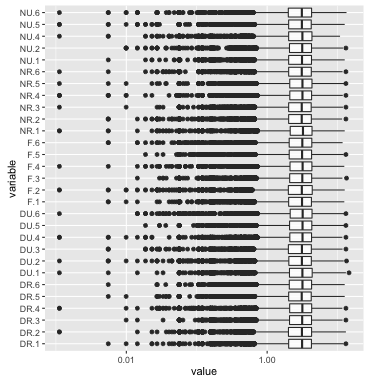 NU.6
NU.5
NU.4
NU.2
NU.1
NR.6
NR.5
NR.4
NR.3
NR.2
NR.1
F.6
F.5
F.4
F.3
F.2
F.1
DU.6
DU.5
DU.4
DU.3
DU.2
DU.1
DR.6
DR.5
DR.4
DR.3
DR.2
DR.1
variable
0.01
1.00
value